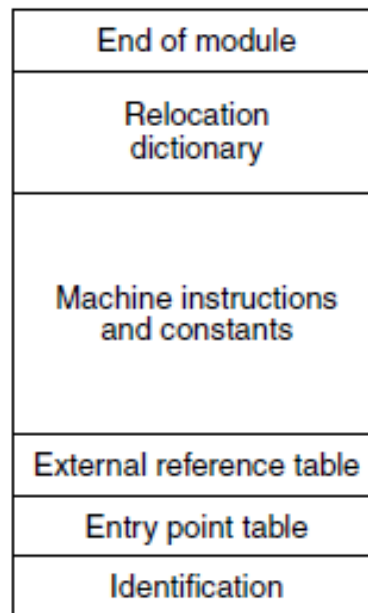 End of module
Relocation
dictionary
Machine instructions
and constants
External reference table
Entry point table
Identification